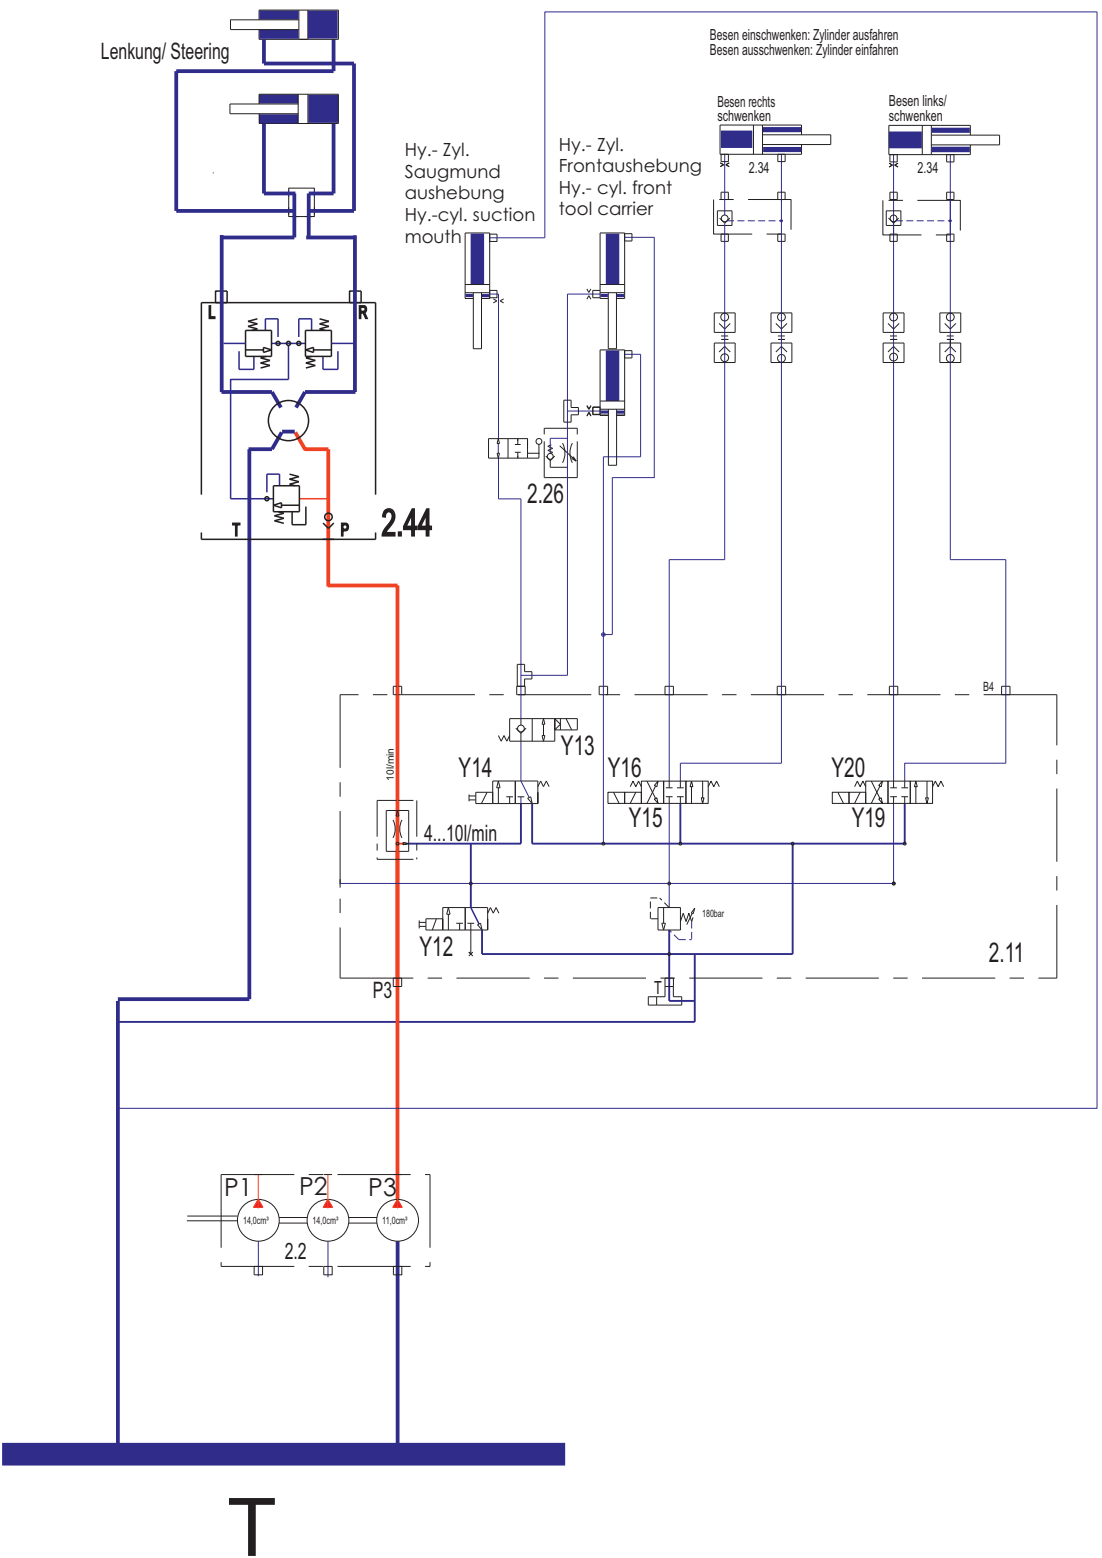 Besen einschwenken: Zylinder ausfahren
Besen ausschwenken: Zylinder einfahren
Lenkung/ Steering
Besen rechts
schwenken
Besen links/
schwenken
Hy.- Zyl.
Saugmund
aushebung
Hy.-cyl. suction
mouth
Hy.- Zyl.
Frontaushebung
Hy.- cyl. front
tool carrier
2.34
2.34
L
R
2.26
T
P
2.44
B4
Y13
10l/min
Y14
Y16
Y20
Y15
Y19
4...10l/min
180bar
Y12
2.11
P3
T
P1
P2
P3
14,0cm³
14,0cm³
11,0cm³
2.2
T